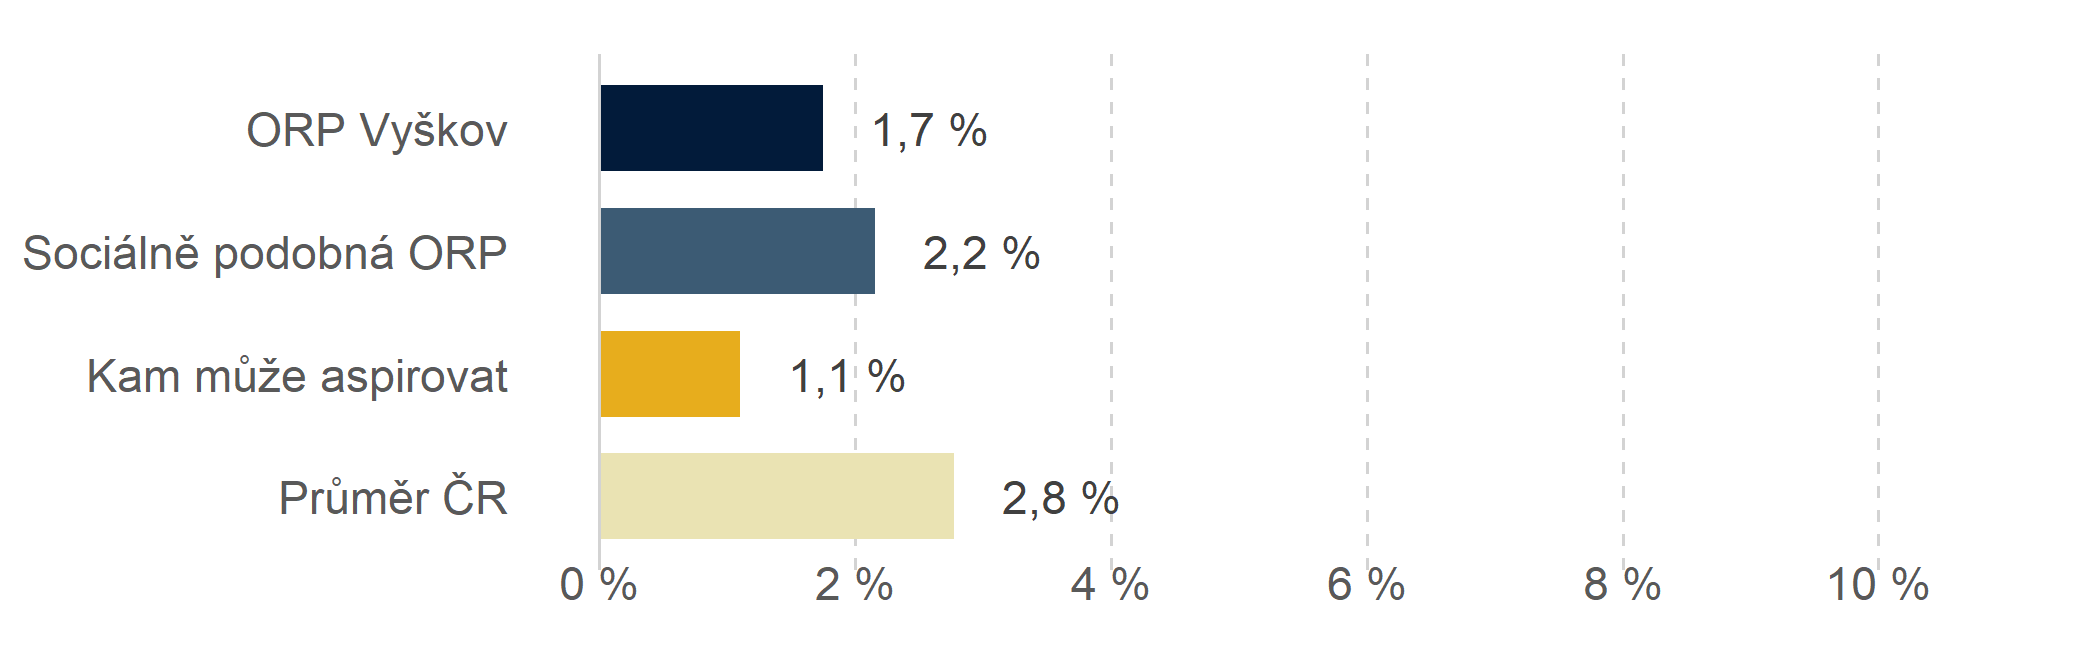 ORP Vyškov 1,7 %
Sociálně podobná ORP 2,2 %
Kam může aspirovat 1,1 %
Průměr ČR 2,8 %
0 % 2 % 4 % 6 % 8 % 10 %